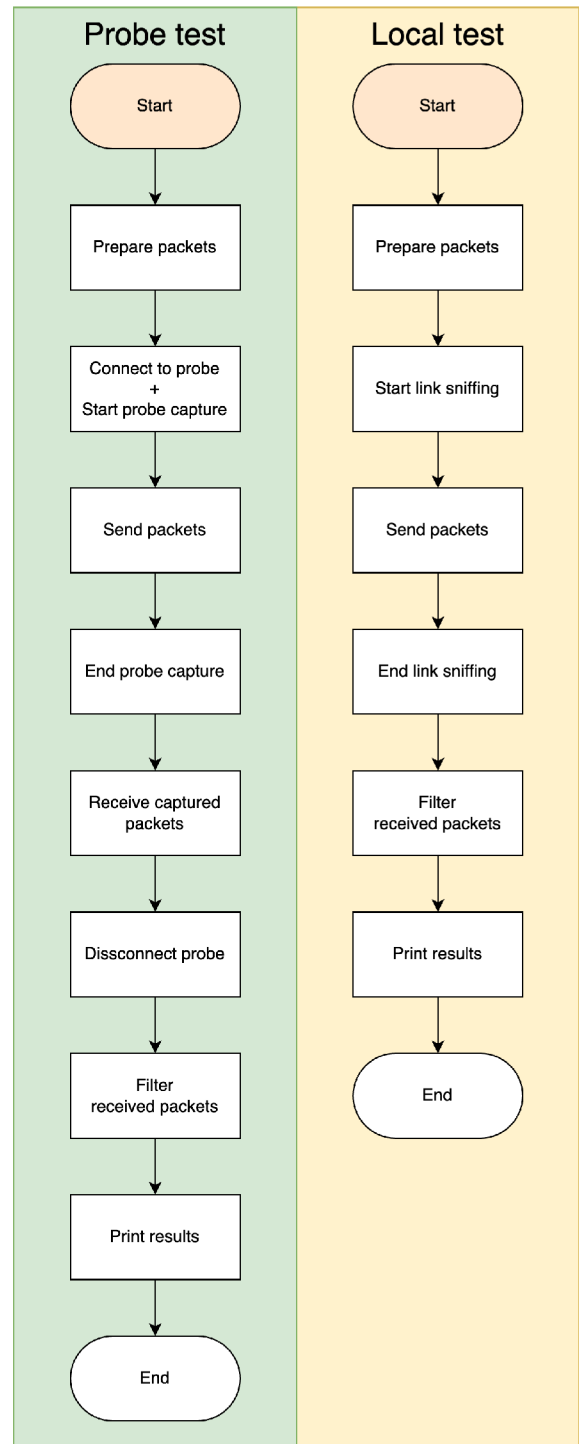 Probe test
Start
Prepare packets
Connect to probe
+
Start probe capture
Send packets
End probe capture
Receive captured
packets
Dissconnect probe
Filter
received packets
Print results
End
Local test
Start
Prepare packets
Start link sniffing
Send packets
End link sniffing
Filter
received packets
Print results
End